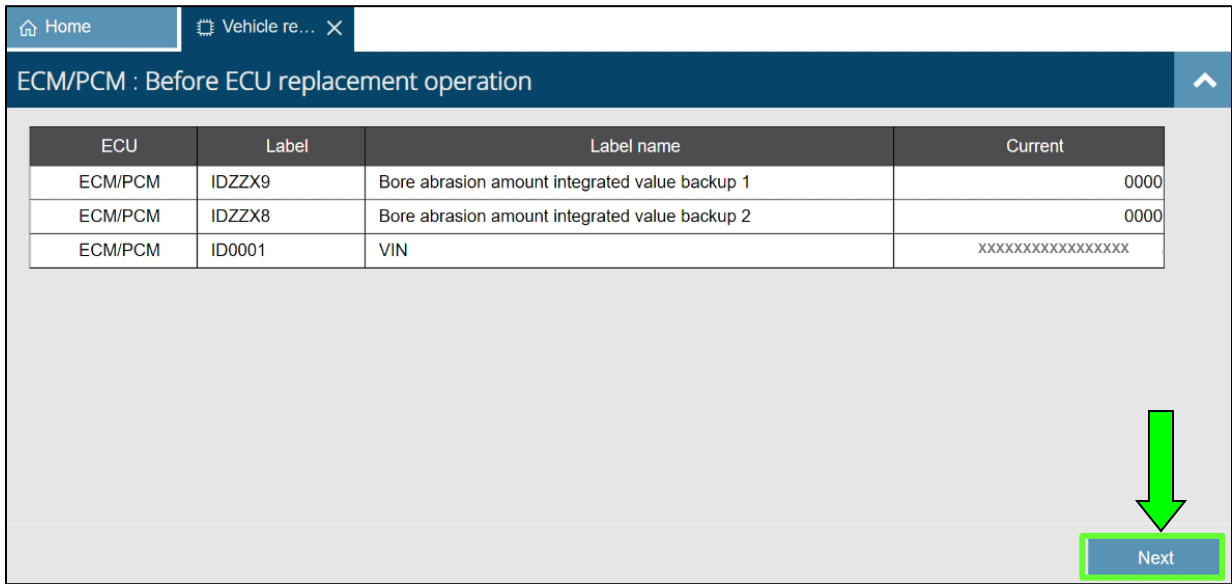 Home
Vehicle re...
ECM/PCM : Before ECU replacement operation
ECU Label Label name Current
ECM/PCM IDZZX9 Bore abrasion amount integrated value backup 1 0000
ECM/PCM IDZZX8 Bore abrasion amount integrated value backup 2 0000
ECM/PCM ID0001 VIN XXXXXXXXXXXXXXXXX
Next